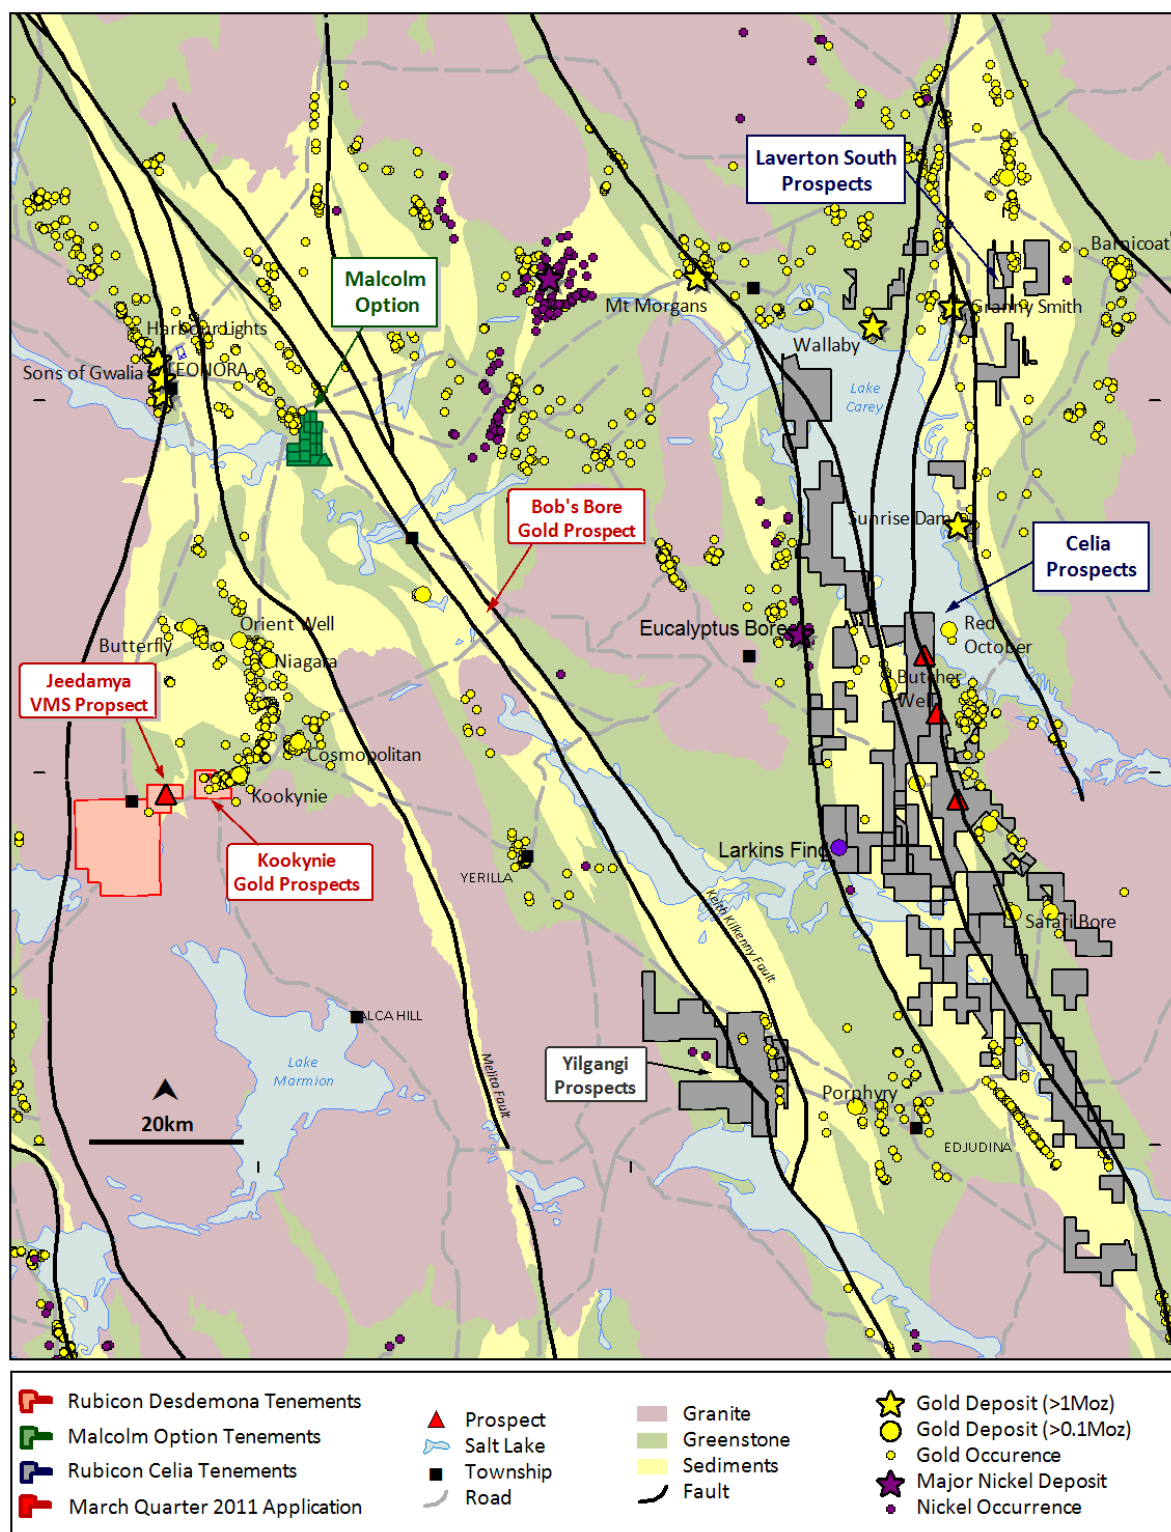 Laverton South
Prospects
Barnicoat
Malcolm
Option
Mt Morgans
Granny Smith
Harbour Lights
Wallaby
Sons of Gwalia
LEONORA
Lake
Carey
Bob's Bore
Gold Prospect
Sunrise Dam
Celia
Prospects
Eucalyptus Bore
Red
October
Butterfly
Orient Well
Niagara
Butcher
Well
Jeedamya
VMS Propsect
Cosmopolitan
Kookynie
Larkins Find
Kookynie
Gold Prospects
YERILLA
Keith Kilkenny Fault
Safari Bore
ALCA HILL
Lake
Marmion
Melita Fault
Yilgangi
Prospects
Porphyry
EDJUDINA
20km
Rubicon Desdemona Tenements
Malcolm Option Tenements
Rubicon Celia Tenements
March Quarter 2011 Application
Prospect
Salt Lake
Township
Road
Granite
Greenstone
Sediments
Fault
Gold Deposit (>1Moz)
Gold Deposit (>0.1Moz)
Gold Occurence
Major Nickel Deposit
Nickel Occurrence